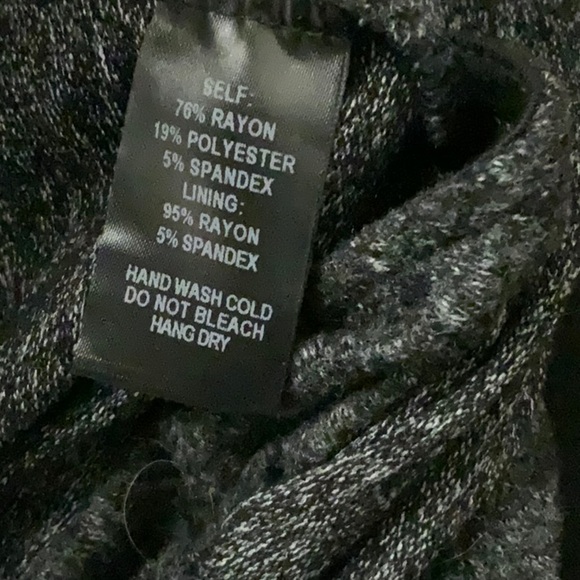 SELF:
76% RAYON
19% POLYESTER
5% SPANDEX
LINING:
95% RAYON
5% SPANDEX
HAND WASH COLD
DO NOT BLEACH
HANG DRY